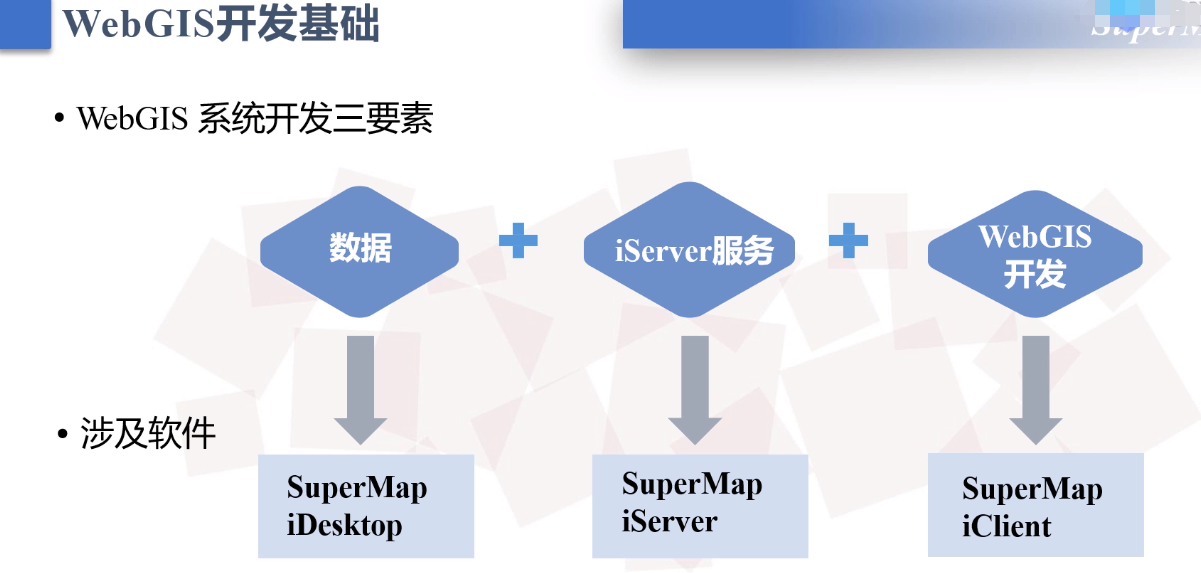 WebGIS开发基础
• WebGIS 系统开发三要素
数据
iServer服务
WebGIS
开发
• 涉及软件
SuperMap
iDesktop
SuperMap
iServer
SuperMap
iClient